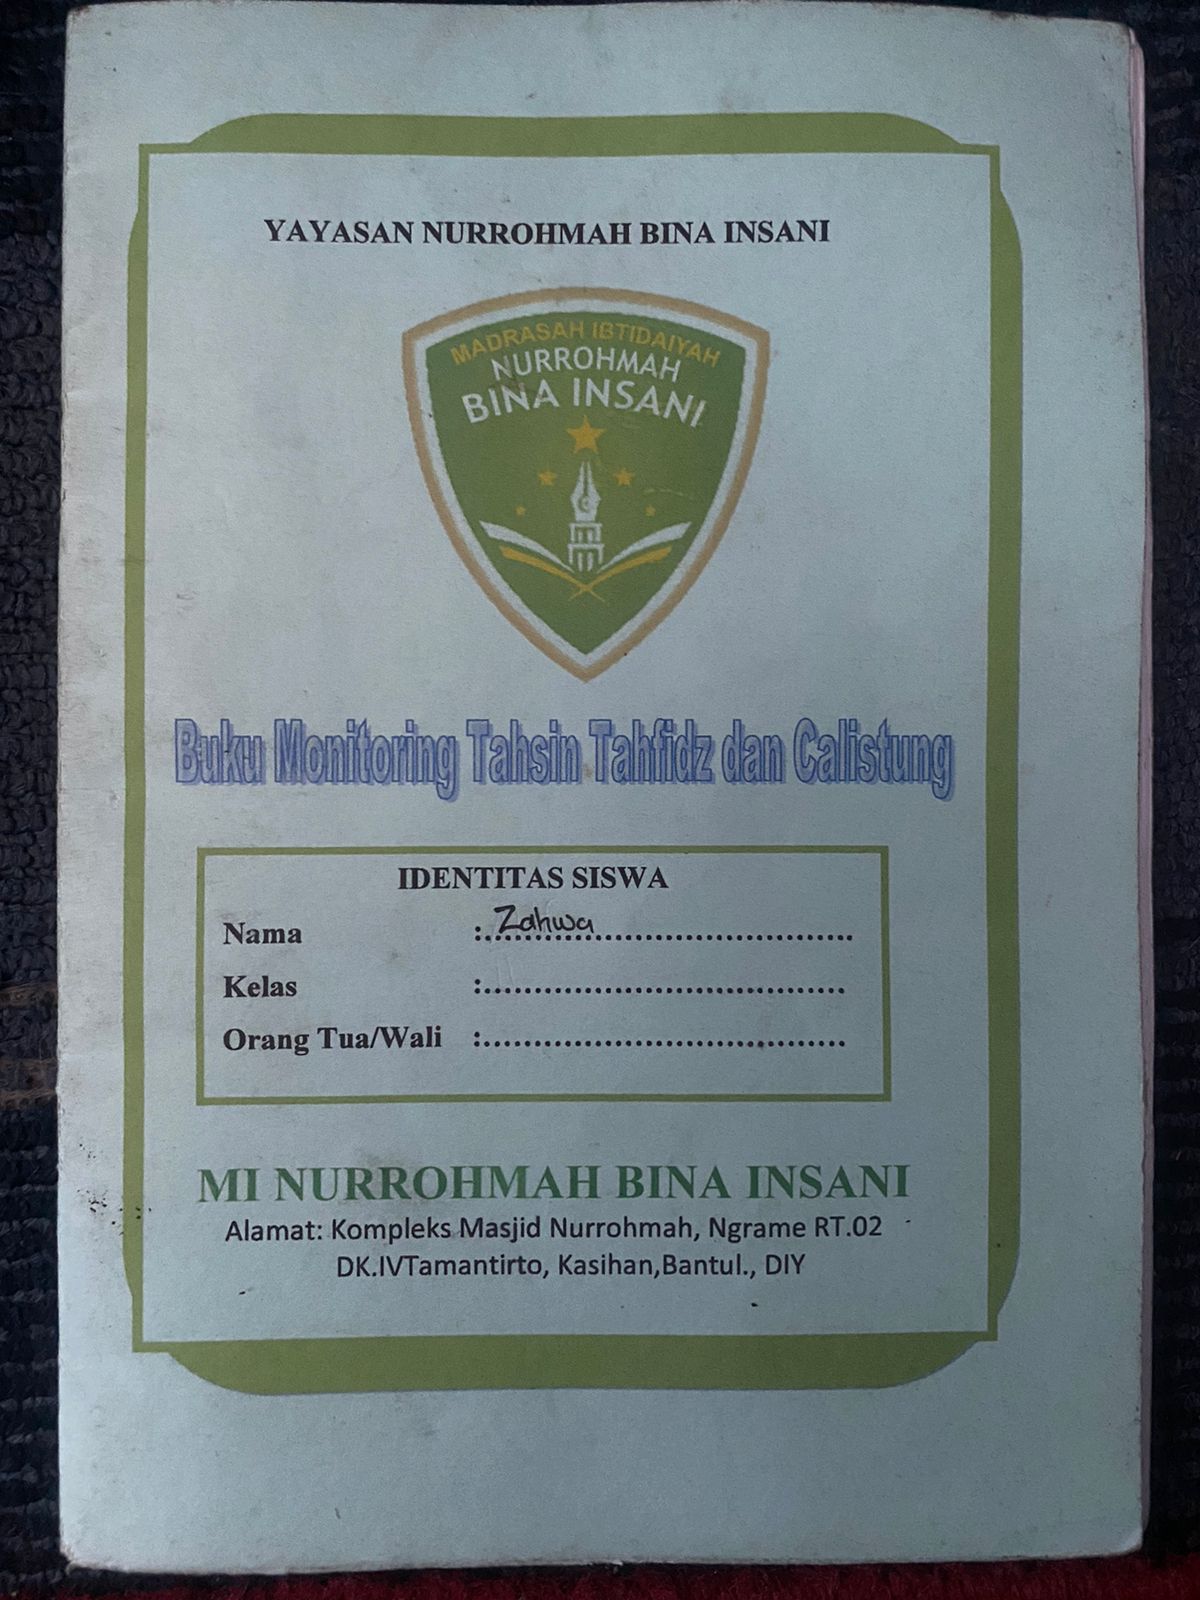 YAYASAN NURROHMAH BINA INSANI
MADRASAH IBTIDAIYAH
NURROHMAH
BINA INSANI
Buku Monitoring Tahsin Tahfidz dan Calistung
IDENTITAS SISWA
Nama : Zahwa
Kelas :
Orang Tua/Wali :
MI NURROHMAH BINA INSANI
Alamat: Kompleks Masjid Nurrohmah, Ngrame RT.02
DK.IVTamantirto, Kasihan,Bantul., DIY